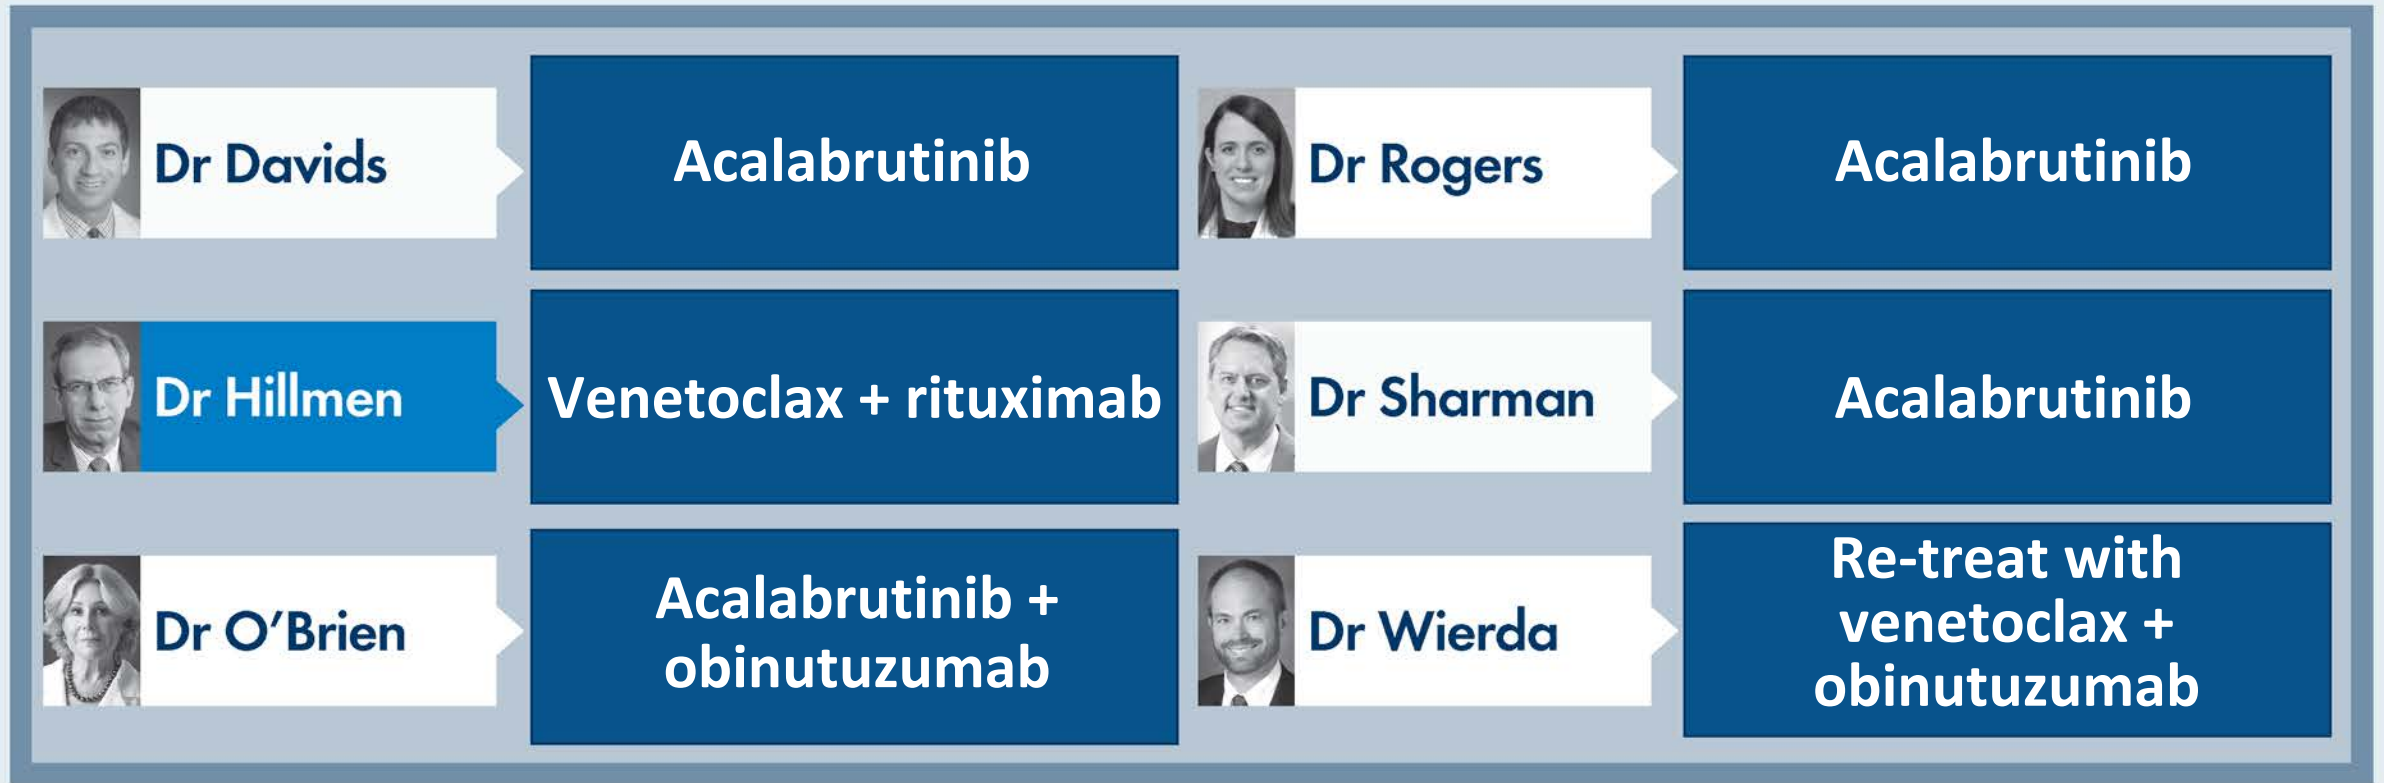 Dr Davids
Acalabrutinib
Dr Rogers
Acalabrutinib
Dr Hillmen
Venetoclax + rituximab
Dr Sharman
Acalabrutinib
Dr O’Brien
Acalabrutinib +
obinutuzumab
Dr Wierda
Re-treat with
venetoclax +
obinutuzumab